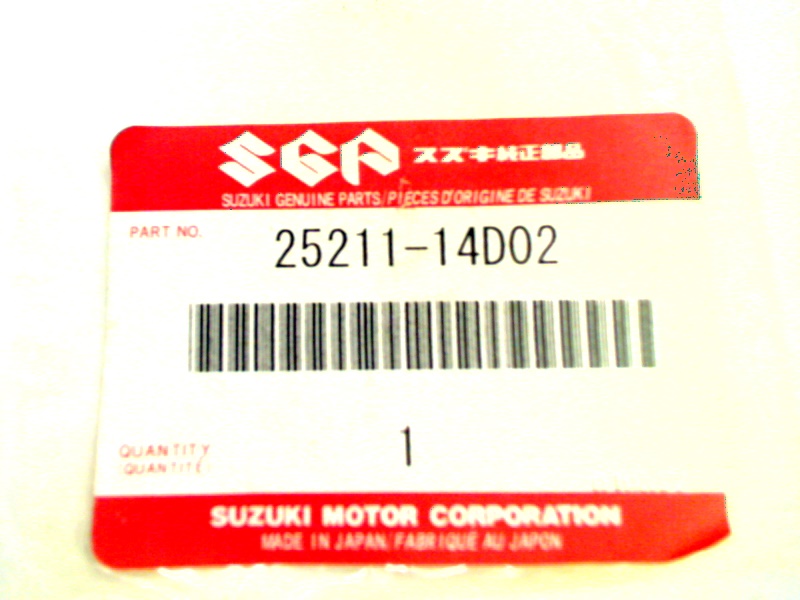 SGP スズキ純正部品
SUZUKI GENUINE PARTS/PIECES D'ORIGINE DE SUZUKI
PART NO. 25211-14D02
QUANTITY 1
(QUANTITE)
SUZUKI MOTOR CORPORATION
MADE IN JAPAN/FABRIQUE AU JAPON